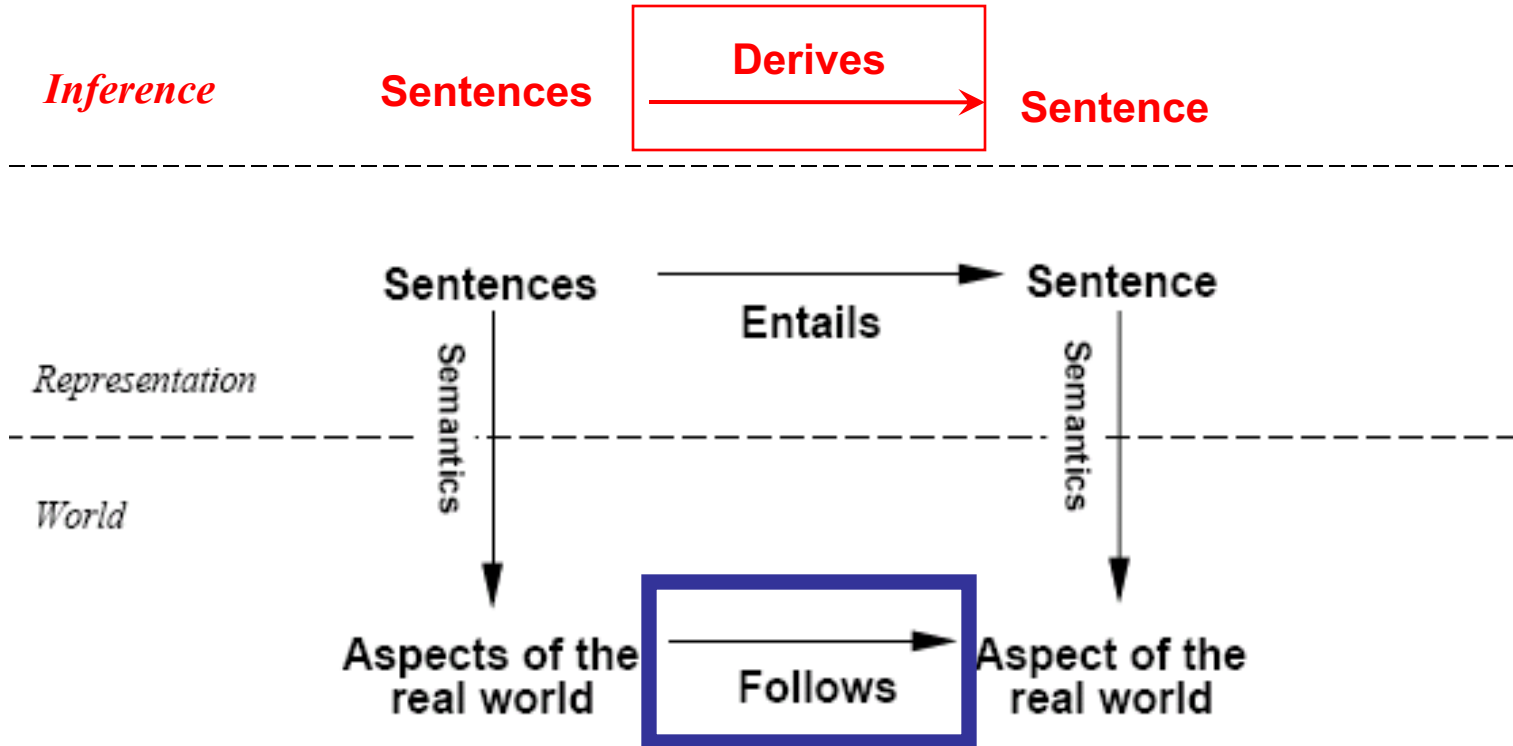 Inference
Sentences
Derives
Sentence
Sentences
Entails
Sentence
Semantics
Semantics
Representation
World
Aspects of the
real world
Follows
Aspect of the
real world